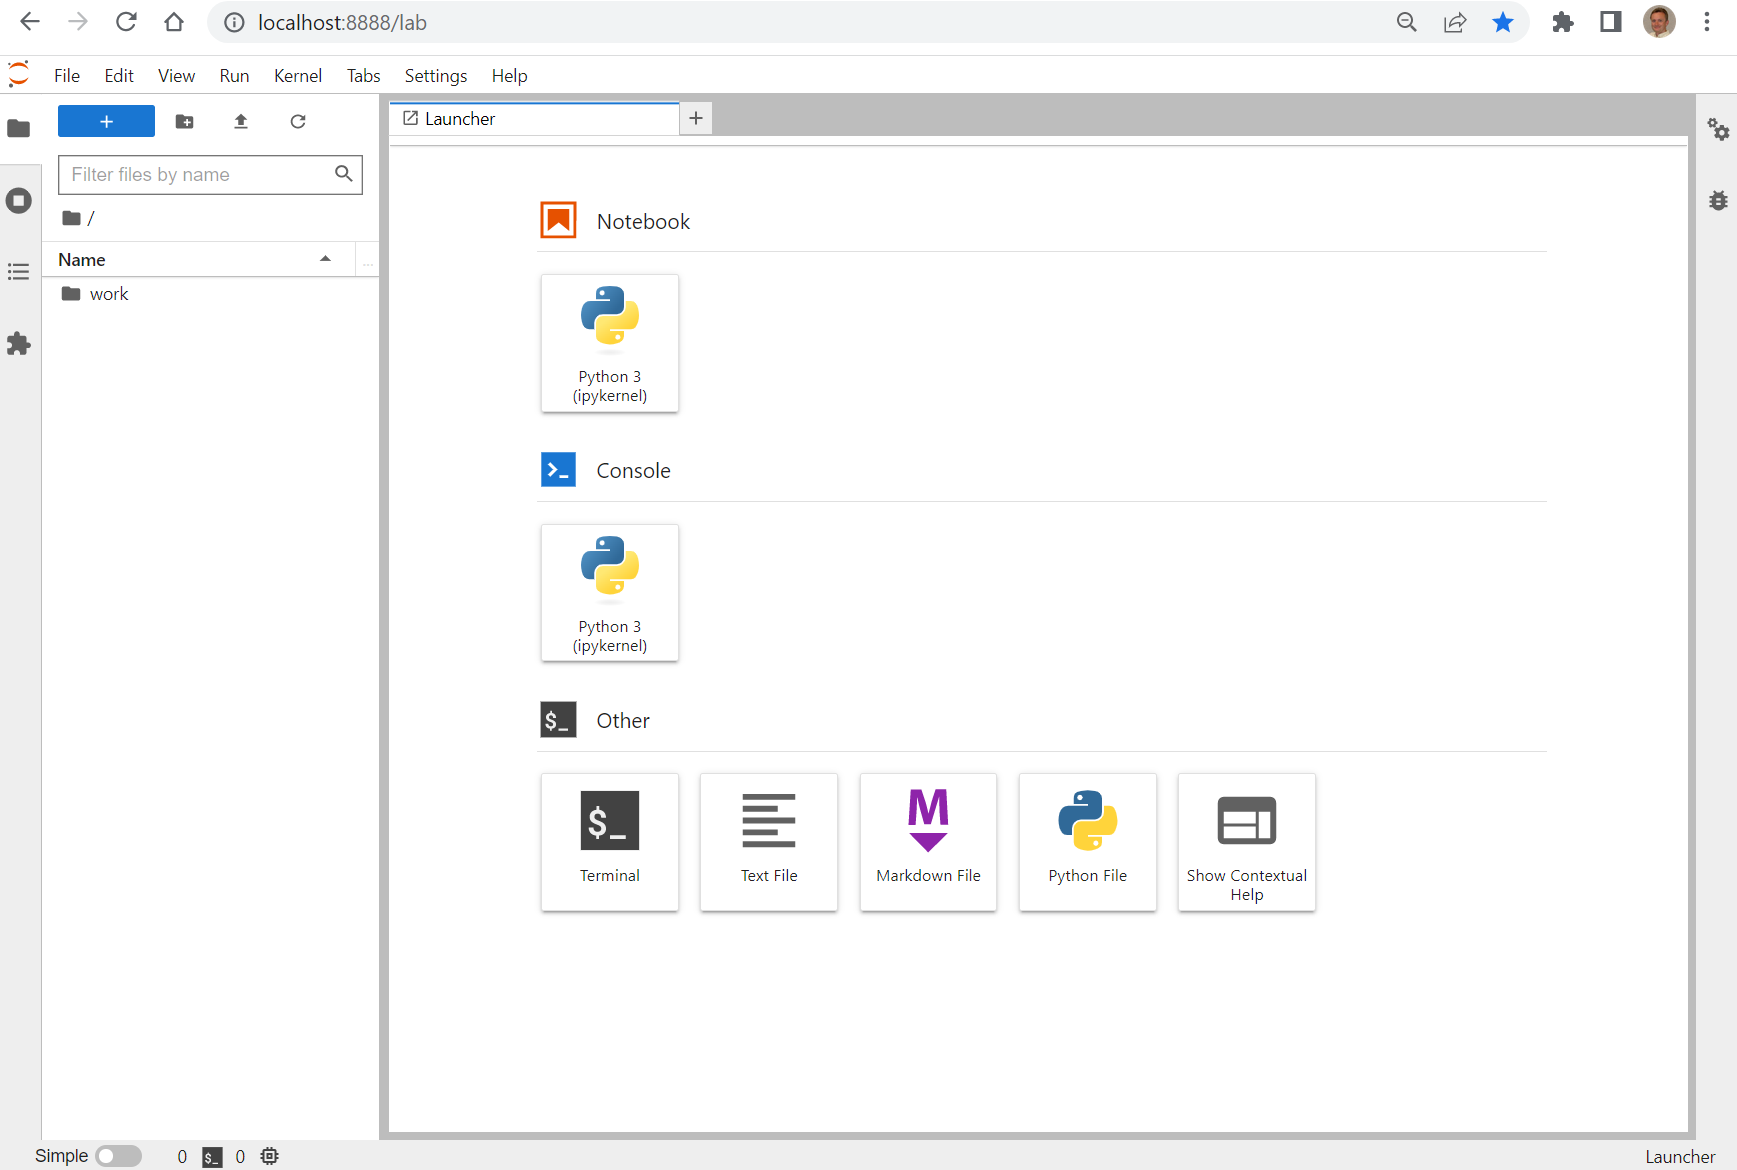 localhost:8888/lab
File Edit View Run Kernel Tabs Settings Help
+
Launcher
+
Filter files by name
/
Name
...
work
Notebook
Python 3
(ipykernel)
Console
Python 3
(ipykernel)
$_ Other
$_
Terminal
Text File
M
Markdown File
Python File
Show Contextual
Help
Simple 0 $_ 0
Launcher